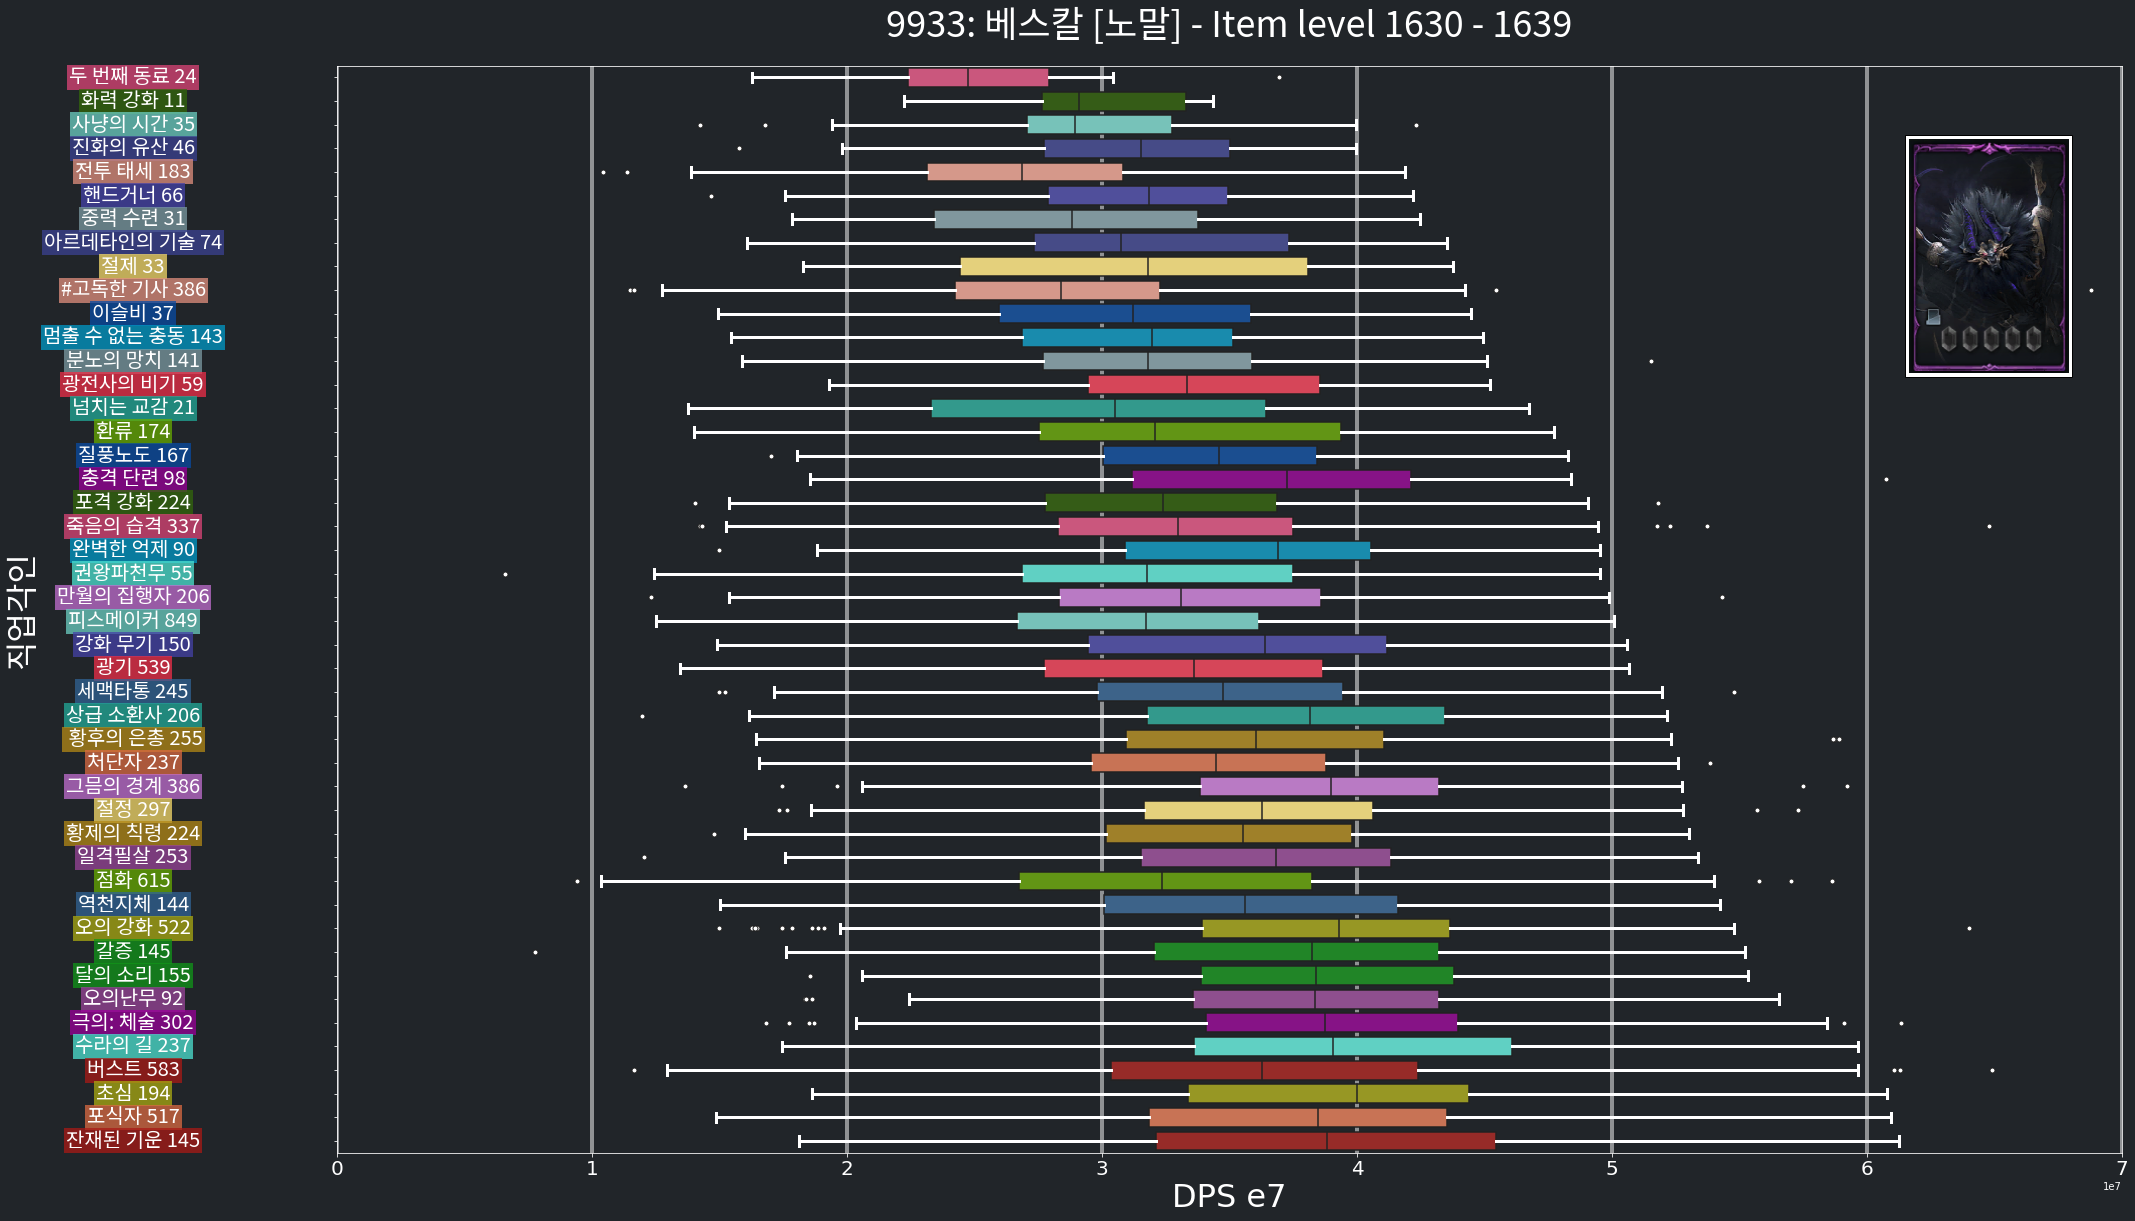 9933: 베스칼 [노말] - Item level 1630 - 1639
두 번째 동료 24
화력 강화 11
사냥의 시간 35
진화의 유산 46
전투 태세 183
핸드거너 66
중력 수련 31
아르데타인의 기술 74
절제 33
#고독한 기사 386
이슬비 37
멈출 수 없는 충동 143
분노의 망치 141
광전사의 비기 59
넘치는 교감 21
환류 174
질풍노도 167
충격 단련 98
포격 강화 224
죽음의 습격 337
완벽한 억제 90
권왕파천무 55
만월의 집행자 206
피스메이커 849
강화 무기 150
광기 539
세맥타통 245
상급 소환사 206
황후의 은총 255
처단자 237
그믐의 경계 386
절정 297
황제의 칙령 224
일격필살 253
점화 615
역천지체 144
오의 강화 522
갈증 145
달의 소리 155
오의난무 92
극의: 체술 302
수라의 길 237
버스트 583
초심 194
포식자 517
잔재된 기운 145
직업각인
0 1 2 3 4 5 6 7
1e7
DPS e7